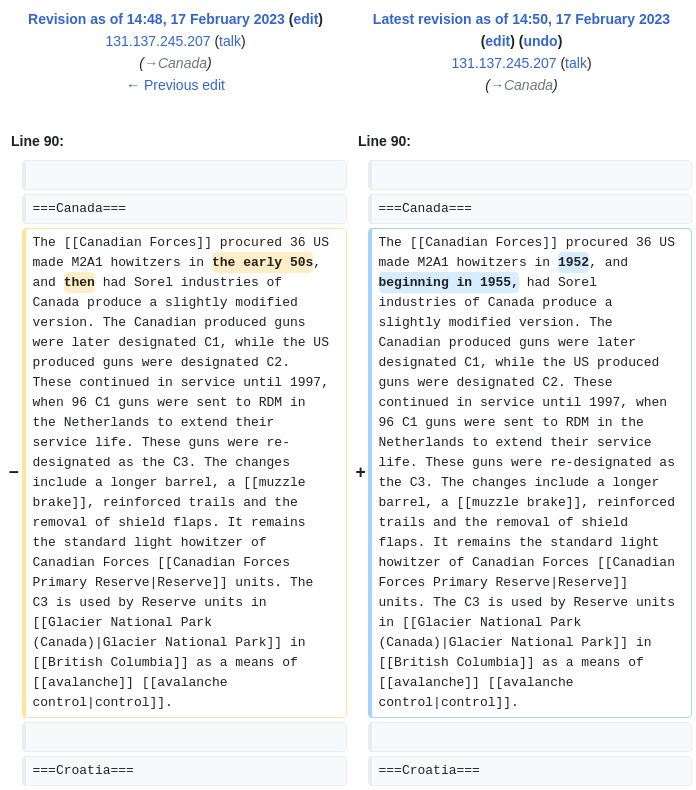 Revision as of 14:48, 17 February 2023 (edit)
131.137.245.207 (talk)
(→Canada)
← Previous edit
Latest revision as of 14:50, 17 February 2023
(edit) (undo)
131.137.245.207 (talk)
(→Canada)
Line 90:
Line 90:
===Canada===
===Canada===
−
The [[Canadian Forces]] procured 36 US
made M2A1 howitzers in the early 50s,
and then had Sorel industries of
Canada produce a slightly modified
version. The Canadian produced guns
were later designated C1, while the US
produced guns were designated C2.
These continued in service until 1997,
when 96 C1 guns were sent to RDM in
the Netherlands to extend their
service life. These guns were re-
designated as the C3. The changes
include a longer barrel, a [[muzzle
brake]], reinforced trails and the
removal of shield flaps. It remains
the standard light howitzer of
Canadian Forces [[Canadian Forces
Primary Reserve|Reserve]] units. The
C3 is used by Reserve units in
[[Glacier National Park
(Canada)|Glacier National Park]] in
[[British Columbia]] as a means of
[[avalanche]] [[avalanche
control|control]].
+
The [[Canadian Forces]] procured 36 US
made M2A1 howitzers in 1952, and
beginning in 1955, had Sorel
industries of Canada produce a
slightly modified version. The
Canadian produced guns were later
designated C1, while the US produced
guns were designated C2. These
continued in service until 1997, when
96 C1 guns were sent to RDM in the
Netherlands to extend their service
life. These guns were re-designated as
the C3. The changes include a longer
barrel, a [[muzzle brake]], reinforced
trails and the removal of shield
flaps. It remains the standard light
howitzer of Canadian Forces [[Canadian
Forces Primary Reserve|Reserve]]
units. The C3 is used by Reserve units
in [[Glacier National Park
(Canada)|Glacier National Park]] in
[[British Columbia]] as a means of
[[avalanche]] [[avalanche
control|control]].
===Croatia===
===Croatia===